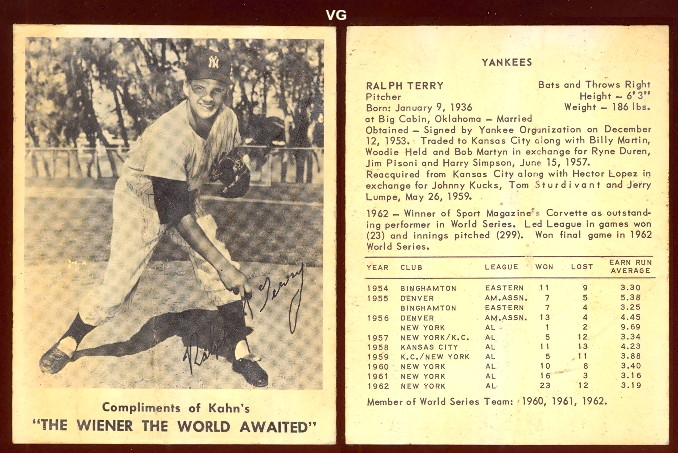 VG
NY
Ralph Terry
Compliments of Kahn's
"THE WIENER THE WORLD AWAITED"
YANKEES
RALPH TERRY Bats and Throws Right
Pitcher Height – 6'3"
Born: January 9, 1936 Weight – 186 lbs.
at Big Cabin, Oklahoma – Married
Obtained – Signed by Yankee Organization on December
12, 1953. Traded to Kansas City along with Billy Martin,
Woodie Held and Bob Martyn in exchange for Ryne Duren,
Jim Pisoni and Harry Simpson, June 15, 1957.
Reacquired from Kansas City along with Hector Lopez in
exchange for Johnny Kucks, Tom Sturdivant and Jerry
Lumpe, May 26, 1959.
1962 – Winner of Sport Magazine's Corvette as outstand-
ing performer in World Series. Led League in games won
(23) and innings pitched (299). Won final game in 1962
World Series.
YEAR CLUB LEAGUE WON LOST EARN RUN AVERAGE
1954 BINGHAMTON EASTERN 11 9 3.30
1955 DENVER AM.ASSN. 7 5 5.38
BINGHAMTON EASTERN 7 4 3.25
1956 DENVER AM.ASSN. 13 4 4.45
NEW YORK AL 1 2 9.69
1957 NEW YORK/K.C. AL 5 12 3.34
1958 KANSAS CITY AL 11 13 4.23
1959 K.C./NEW YORK AL 5 11 3.88
1960 NEW YORK AL 10 8 3.40
1961 NEW YORK AL 16 3 3.16
1962 NEW YORK AL 23 12 3.19
Member of World Series Team: 1960, 1961, 1962.